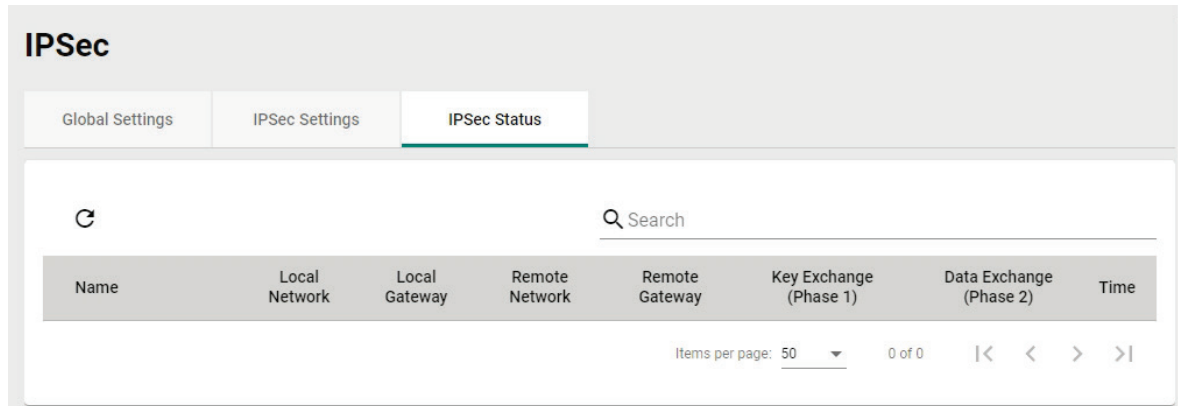 IPSec
Global Settings IPSec Settings IPSec Status
Search
Name Local Network Local Gateway Remote Network Remote Gateway Key Exchange (Phase 1) Data Exchange (Phase 2) Time
Items per page: 50 0 of 0